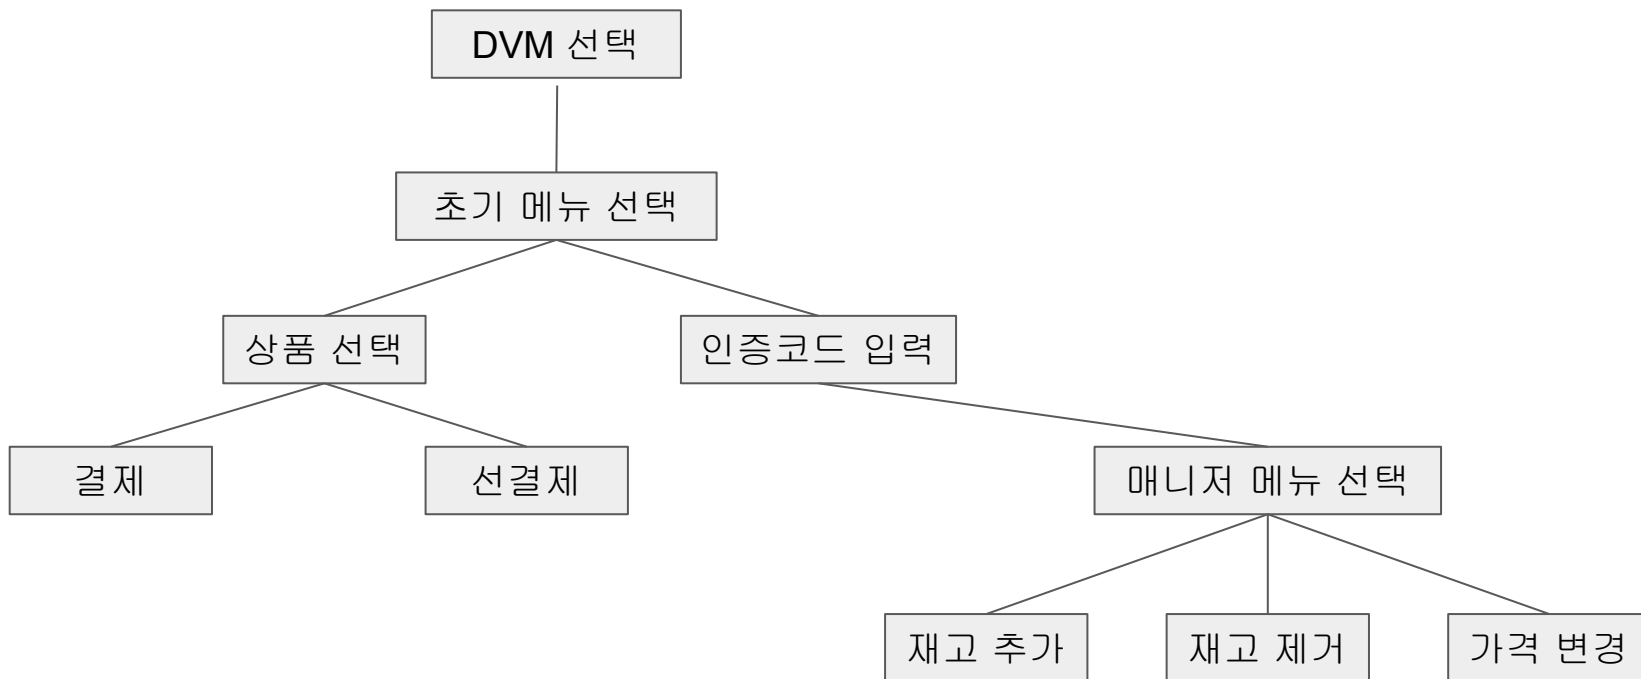 DVM 선택
초기 메뉴 선택
상품 선택
인증코드 입력
결제
선결제
매니저 메뉴 선택
재고 추가
재고 제거
가격 변경